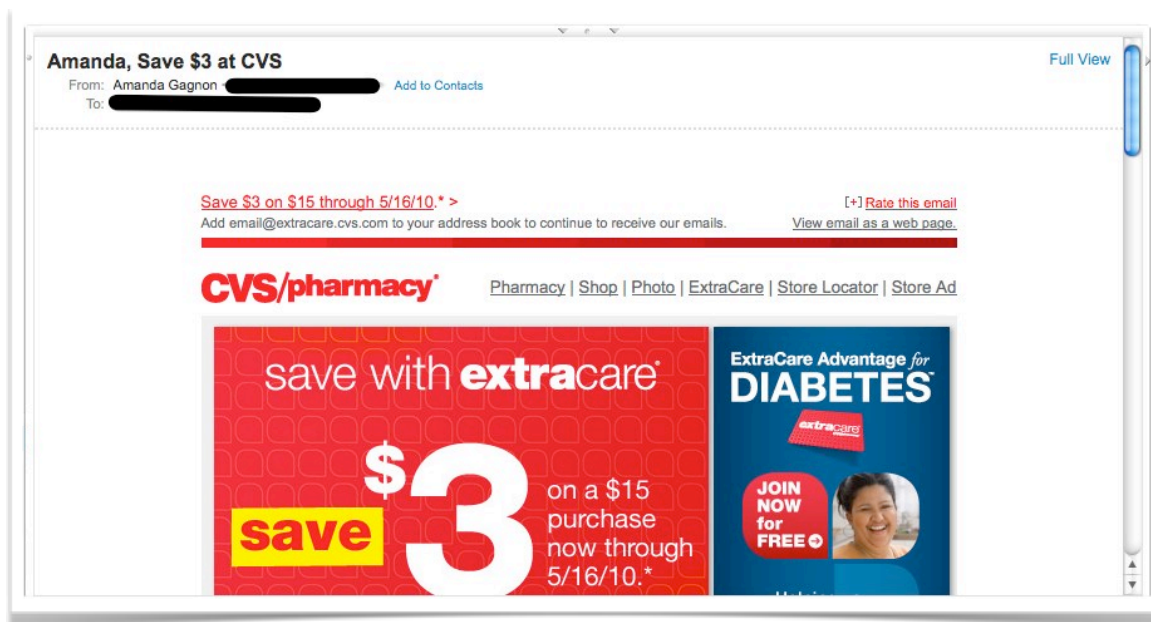 Amanda, Save $3 at CVS
Full View
From: Amanda Gagnon
Add to Contacts
To:
Save $3 on $15 through 5/16/10.* >
[+] Rate this email
Add email@extracare.cvs.com to your address book to continue to receive our emails.
View email as a web page.
CVS/pharmacy
Pharmacy | Shop | Photo | ExtraCare | Store Locator | Store Ad
save with extracare
save $3
on a $15
purchase
now through
5/16/10.*
ExtraCare Advantage for
DIABETES
extracare
JOIN
NOW
for
FREE